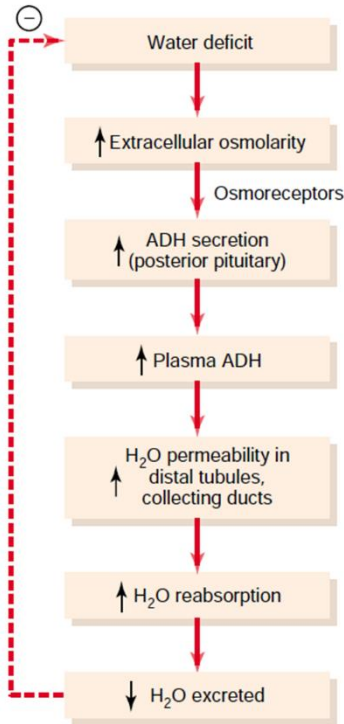 −
Water deficit
↑ Extracellular osmolarity
Osmoreceptors
↑ ADH secretion
(posterior pituitary)
↑ Plasma ADH
↑ H₂O permeability in
distal tubules,
collecting ducts
↑ H₂O reabsorption
↓ H₂O excreted